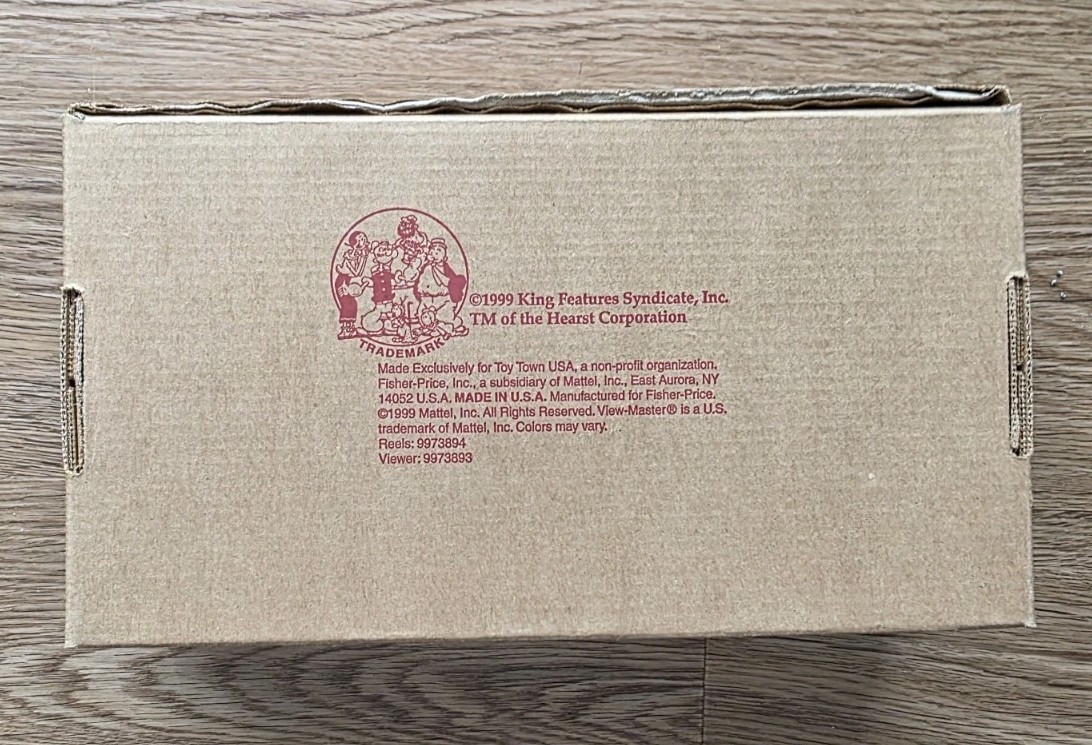 ©1999 King Features Syndicate, Inc.
TM of the Hearst Corporation
TRADEMARK
Made Exclusively for Toy Town USA, a non-profit organization.
Fisher-Price, Inc., a subsidiary of Mattel, Inc., East Aurora, NY
14052 U.S.A. MADE IN U.S.A. Manufactured for Fisher-Price.
©1999 Mattel, Inc. All Rights Reserved. View-Master® is a U.S.
trademark of Mattel, Inc. Colors may vary.
Reels: 9973894
Viewer: 9973893